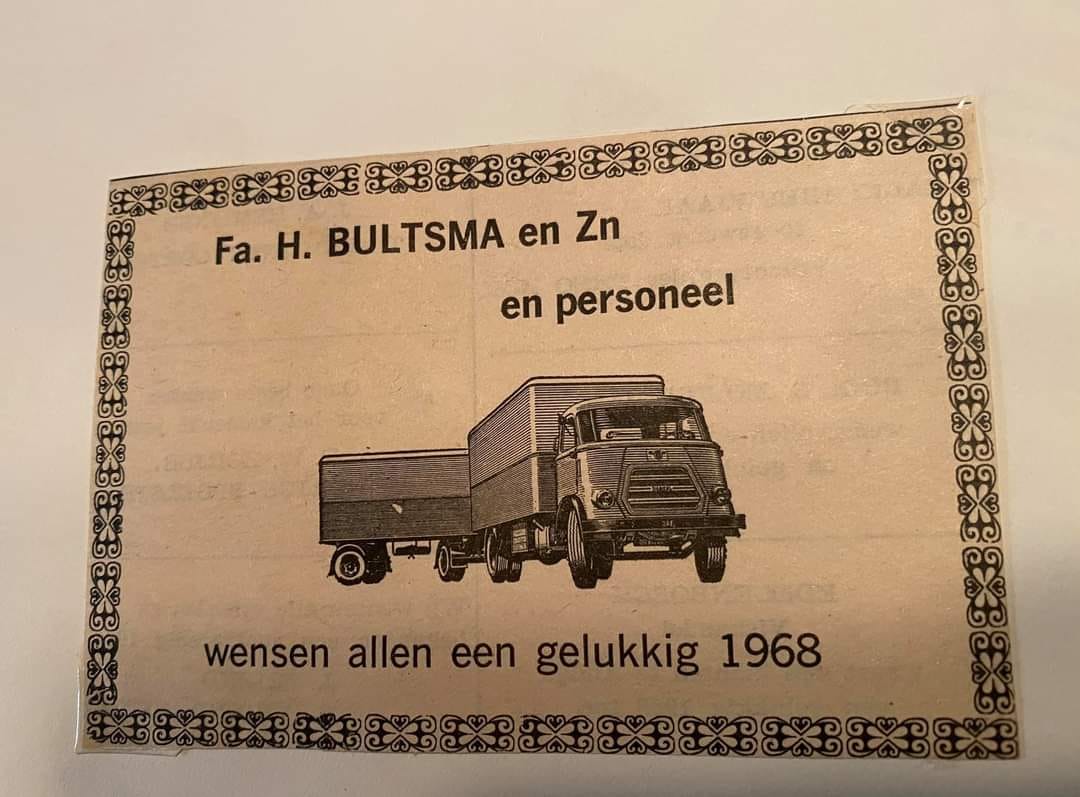 Fa. H. BULTSMA en Zn
en personeel
wensen allen een gelukkig 1968